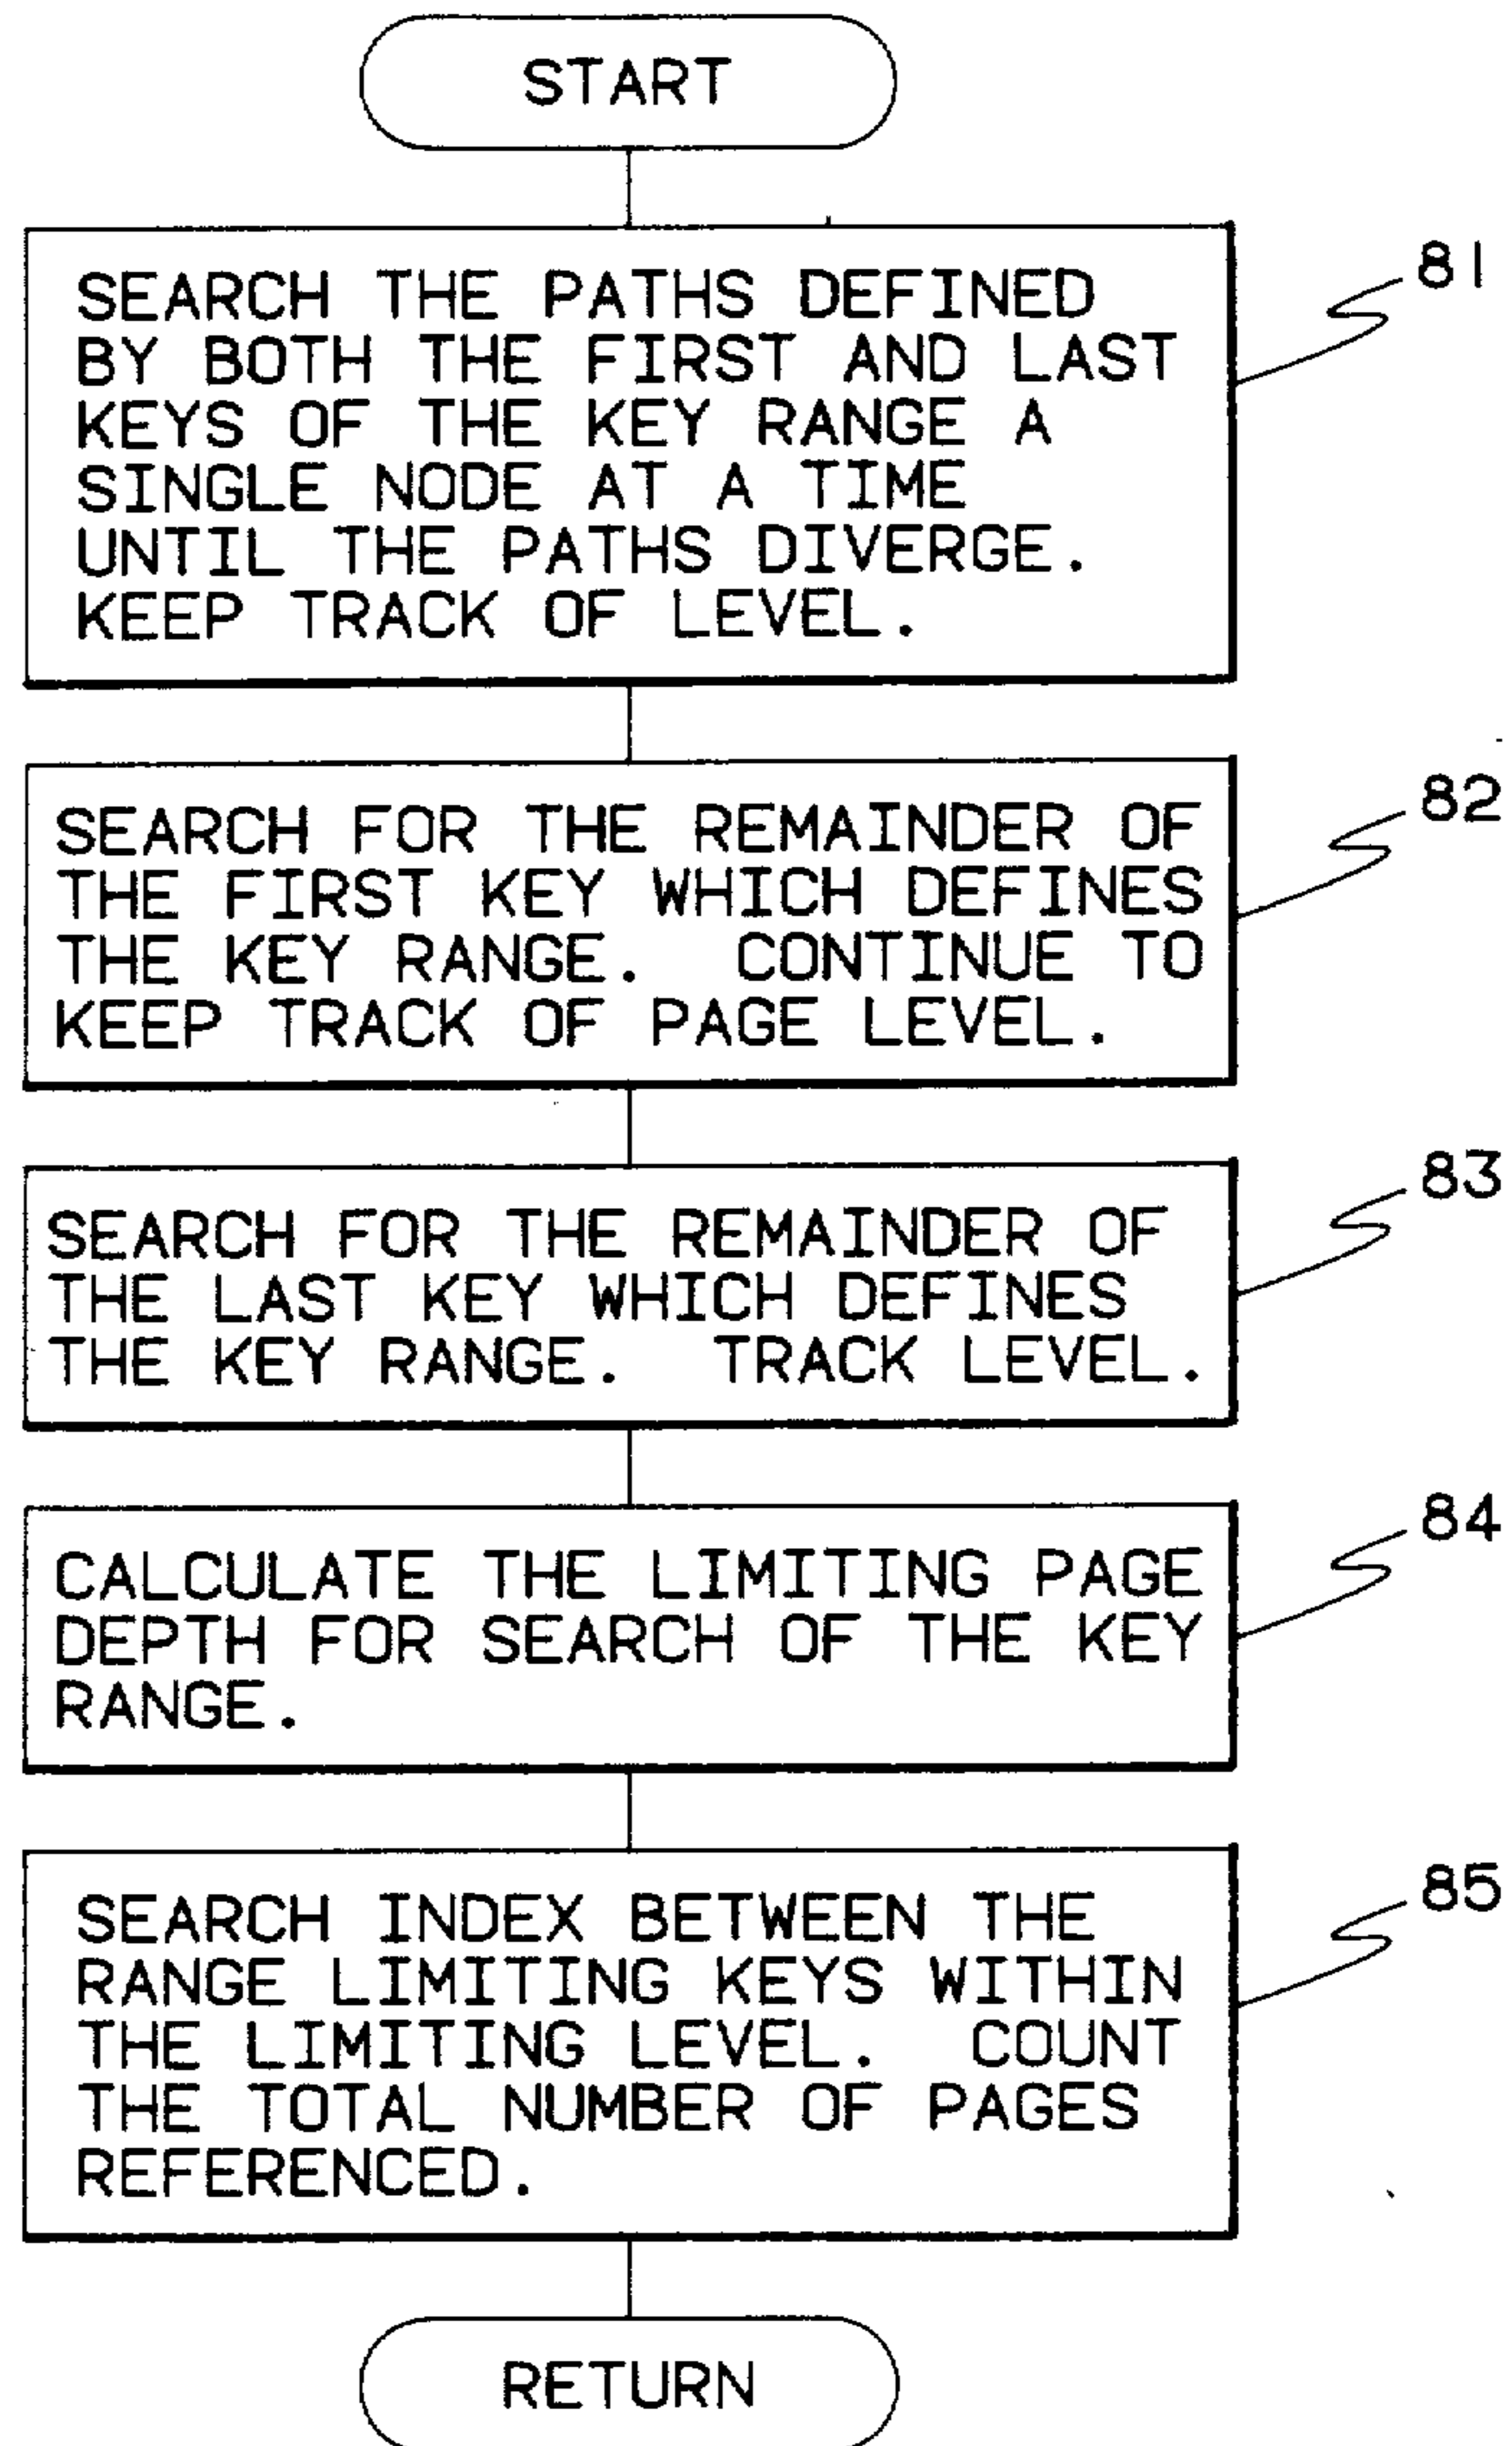 START
SEARCH THE PATHS DEFINED
BY BOTH THE FIRST AND LAST
KEYS OF THE KEY RANGE A
SINGLE NODE AT A TIME
UNTIL THE PATHS DIVERGE.
KEEP TRACK OF LEVEL.
81
SEARCH FOR THE REMAINDER OF
THE FIRST KEY WHICH DEFINES
THE KEY RANGE. CONTINUE TO
KEEP TRACK OF PAGE LEVEL.
82
SEARCH FOR THE REMAINDER OF
THE LAST KEY WHICH DEFINES
THE KEY RANGE. TRACK LEVEL.
83
CALCULATE THE LIMITING PAGE
DEPTH FOR SEARCH OF THE KEY
RANGE.
84
SEARCH INDEX BETWEEN THE
RANGE LIMITING KEYS WITHIN
THE LIMITING LEVEL. COUNT
THE TOTAL NUMBER OF PAGES
REFERENCED.
85
RETURN